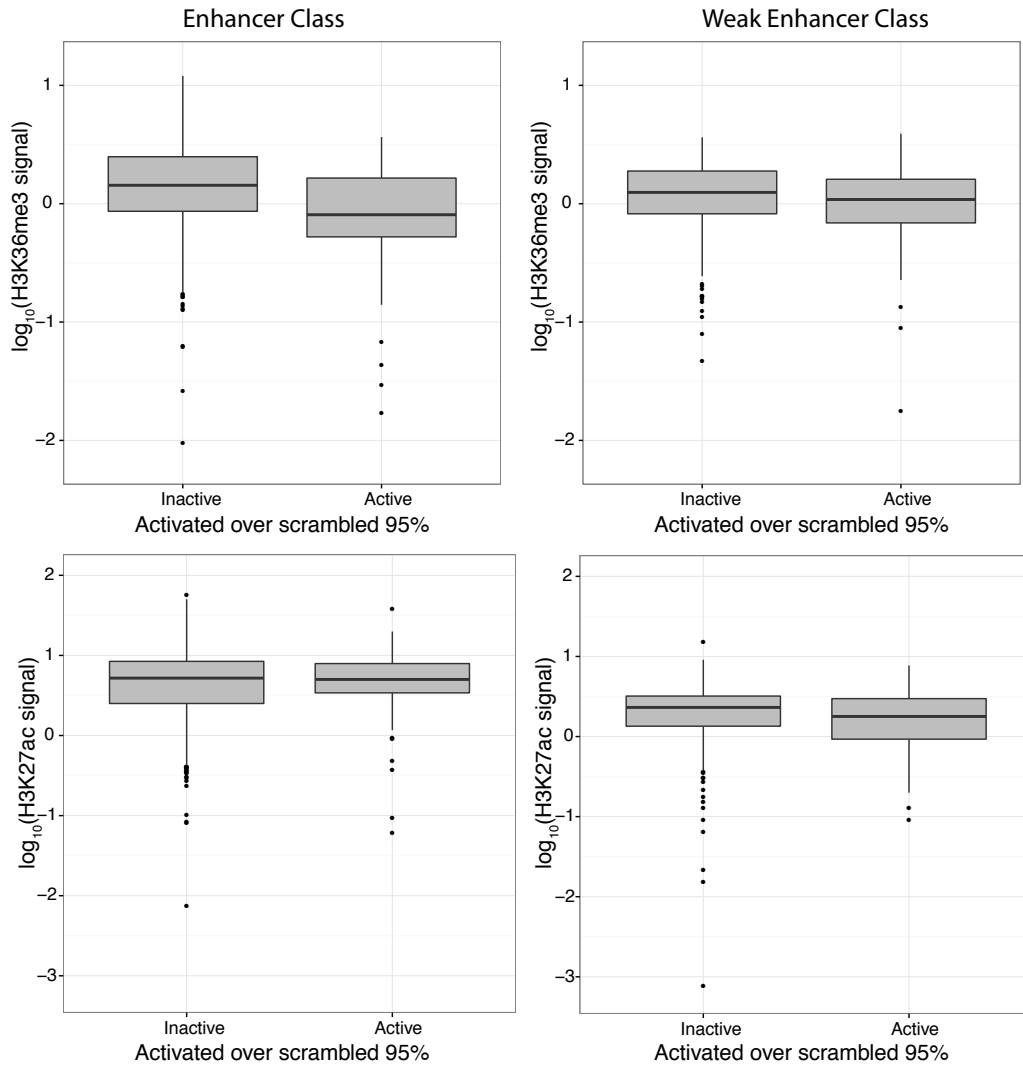 Enhancer Class
Weak Enhancer Class
log₁₀(H3K36me3 signal)
1
0
−1
−2
Inactive
Active
Activated over scrambled 95%
log₁₀(H3K36me3 signal)
1
0
−1
−2
Inactive
Active
Activated over scrambled 95%
log₁₀(H3K27ac signal)
2
1
0
−1
−2
−3
Inactive
Active
Activated over scrambled 95%
log₁₀(H3K27ac signal)
2
1
0
−1
−2
−3
Inactive
Active
Activated over scrambled 95%